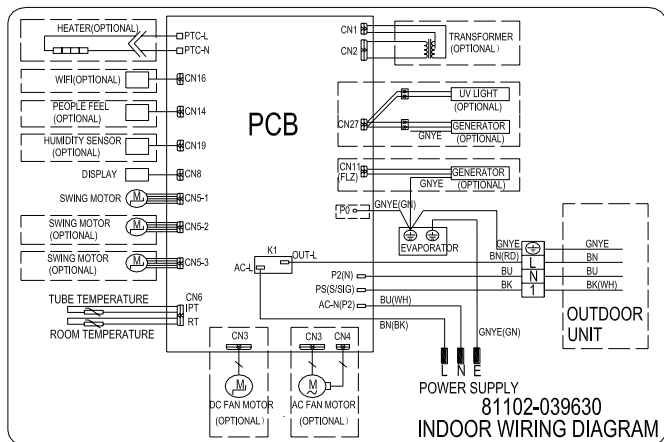 HEATER(OPTIONAL)
PTC-L
PTC-N
WIFI(OPTIONAL)
CN16
PEOPLE FEEL
(OPTIONAL)
CN14
HUMIDITY SENSOR
(OPTIONAL)
CN19
DISPLAY
CN8
SWING MOTOR
M
CN5-1
SWING MOTOR
(OPTIONAL)
M
CN5-2
SWING MOTOR
(OPTIONAL)
M
CN5-3
TUBE TEMPERATURE
CN6
IPT
RT
ROOM TEMPERATURE
PCB
CN1
CN2
TRANSFORMER
(OPTIONAL)
CN27
UV LIGHT
(OPTIONAL)
GENERATOR
(OPTIONAL)
GNYE
CN11
(FLZ)
GENERATOR
(OPTIONAL)
GNYE
P0
GNYE(GN)
EVAPORATOR
K1
OUT-L
AC-L
P2(N)
PS(S/SIG)
AC-N(P2)
BU(WH)
BN(BK)
GNYE(GN)
GNYE
BN(RD)
BU
BK
L
N
1
GNYE
BN
BU
BK(WH)
OUTDOOR
UNIT
CN3
M
DC FAN MOTOR
(OPTIONAL)
CN3
CN4
M
AC FAN MOTOR
(OPTIONAL)
L N E
POWER SUPPLY
81102-039630
INDOOR WIRING DIAGRAM